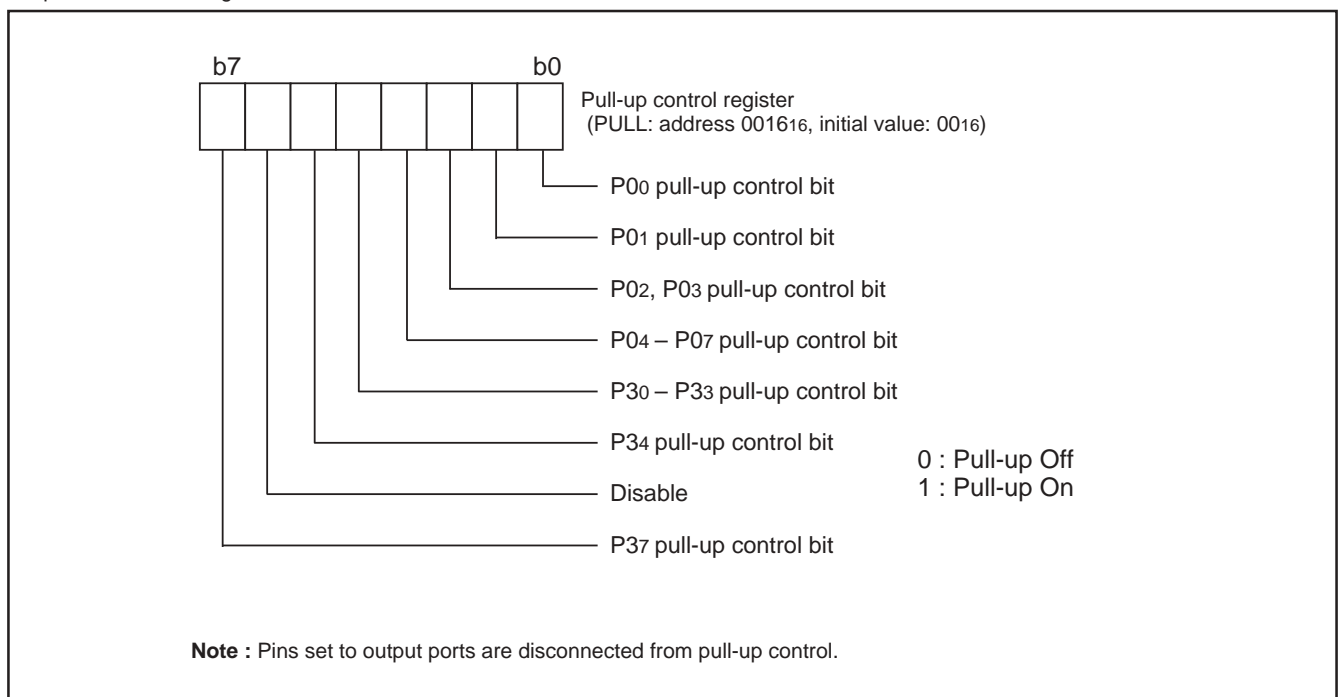 b7 b0
Pull-up control register
(PULL: address 001616, initial value: 0016)
P00 pull-up control bit
P01 pull-up control bit
P02, P03 pull-up control bit
P04 – P07 pull-up control bit
P30 – P33 pull-up control bit
P34 pull-up control bit
0 : Pull-up Off
1 : Pull-up On
Disable
P37 pull-up control bit
Note : Pins set to output ports are disconnected from pull-up control.